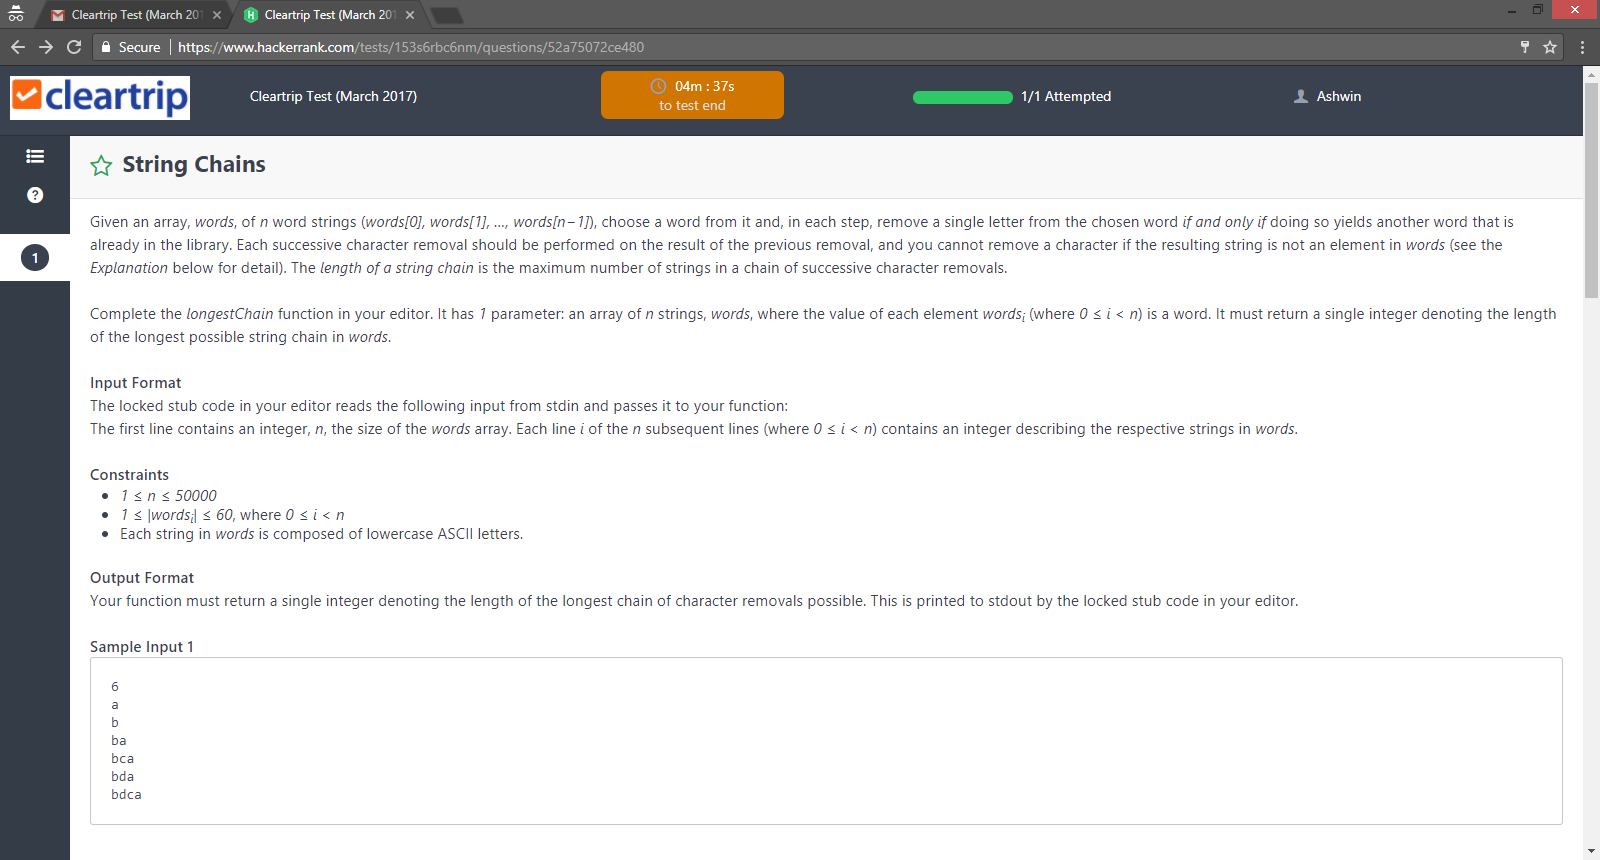 Cleartrip Test (March 201
Cleartrip Test (March 201
Secure
https://www.hackerrank.com/tests/153s6rbc6nm/questions/52a75072ce480
cleartrip
Cleartrip Test (March 2017)
04m : 37s
to test end
1/1 Attempted
Ashwin
String Chains
1
Given an array, words, of n word strings (words[0], words[1], ..., words[n−1]), choose a word from it and, in each step, remove a single letter from the chosen word if and only if doing so yields another word that is
already in the library. Each successive character removal should be performed on the result of the previous removal, and you cannot remove a character if the resulting string is not an element in words (see the
Explanation below for detail). The length of a string chain is the maximum number of strings in a chain of successive character removals.
Complete the longestChain function in your editor. It has 1 parameter: an array of n strings, words, where the value of each element wordsi (where 0 ≤ i < n) is a word. It must return a single integer denoting the length
of the longest possible string chain in words.
Input Format
The locked stub code in your editor reads the following input from stdin and passes it to your function:
The first line contains an integer, n, the size of the words array. Each line i of the n subsequent lines (where 0 ≤ i < n) contains an integer describing the respective strings in words.
Constraints
• 1 ≤ n ≤ 50000
• 1 ≤ |wordsi| ≤ 60, where 0 ≤ i < n
• Each string in words is composed of lowercase ASCII letters.
Output Format
Your function must return a single integer denoting the length of the longest chain of character removals possible. This is printed to stdout by the locked stub code in your editor.
Sample Input 1
6
a
b
ba
bca
bda
bdca